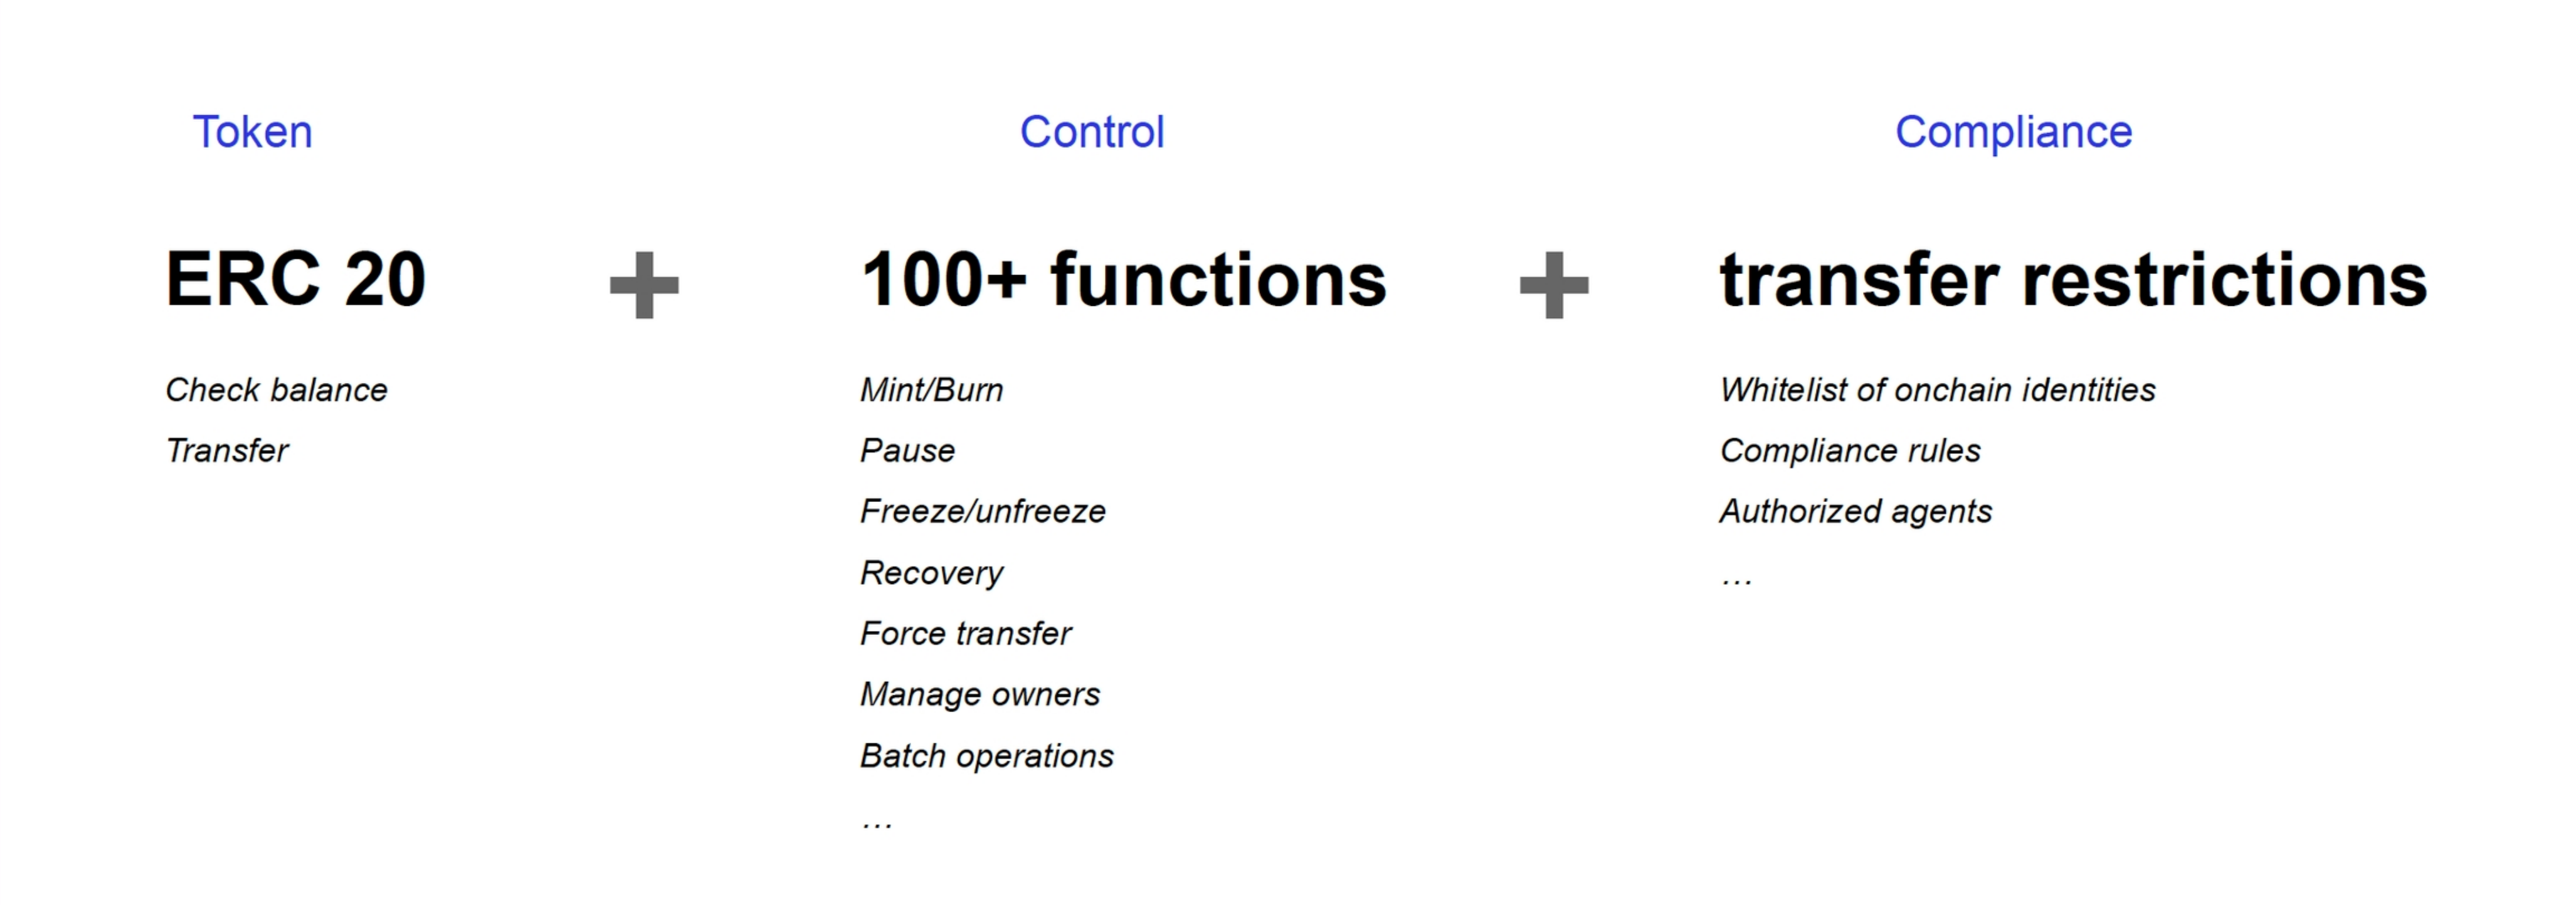 Token
Control
Compliance
ERC 20
+
100+ functions
+
transfer restrictions
Check balance
Transfer
Mint/Burn
Pause
Freeze/unfreeze
Recovery
Force transfer
Manage owners
Batch operations
…
Whitelist of onchain identities
Compliance rules
Authorized agents
…